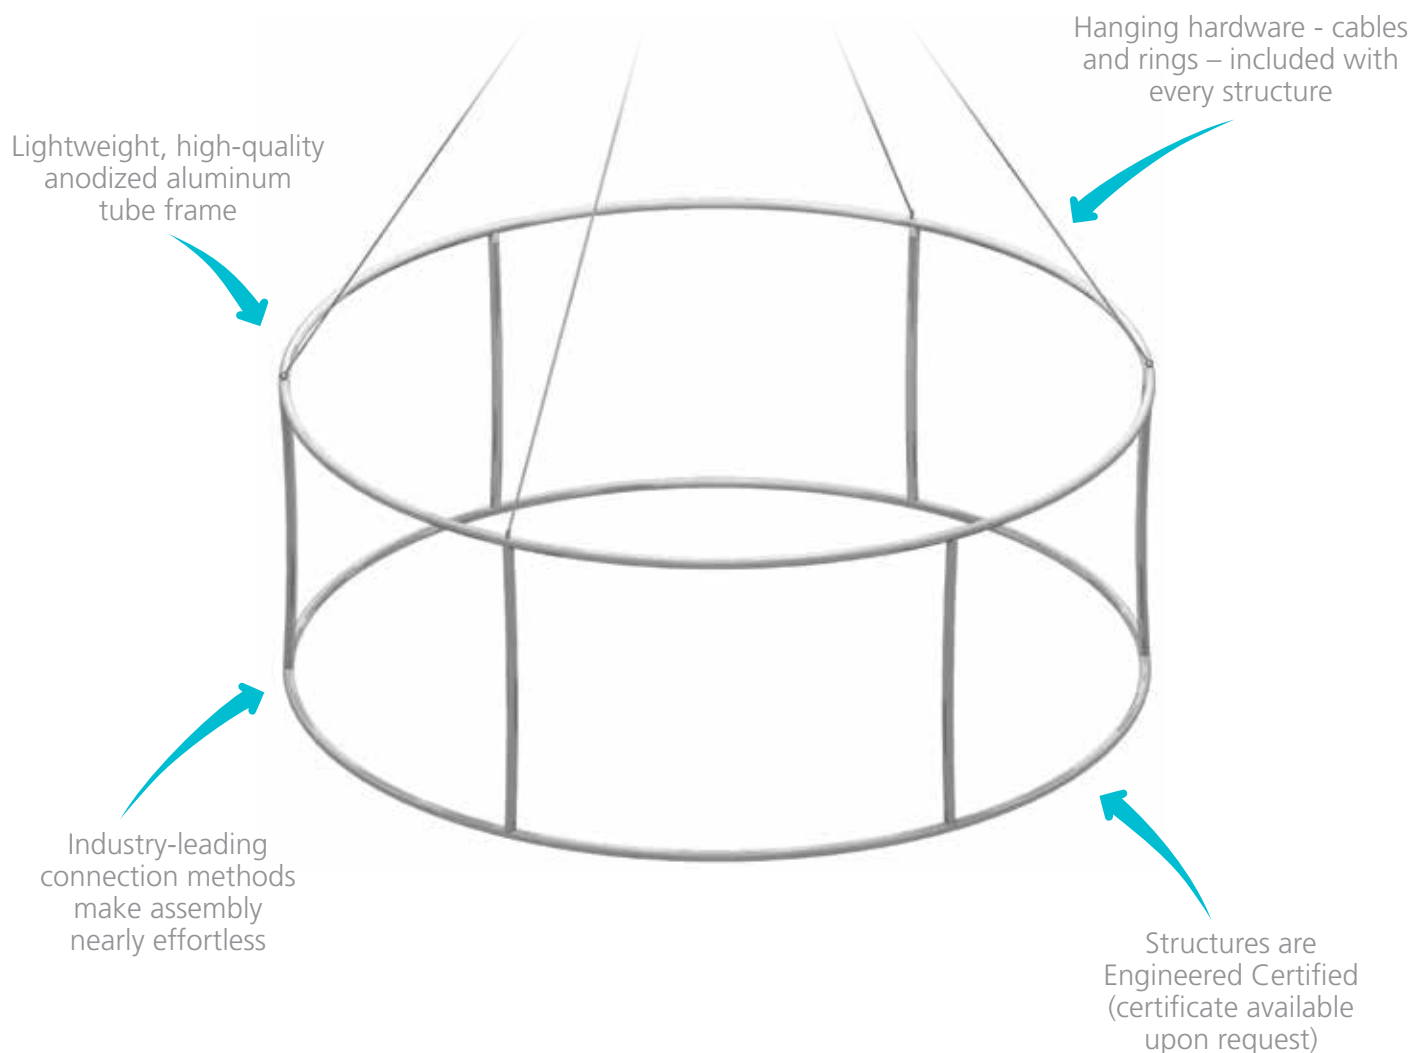 Hanging hardware - cables
and rings – included with
every structure
Lightweight, high-quality
anodized aluminum
tube frame
Industry-leading
connection methods
make assembly
nearly effortless
Structures are
Engineered Certified
(certificate available
upon request)